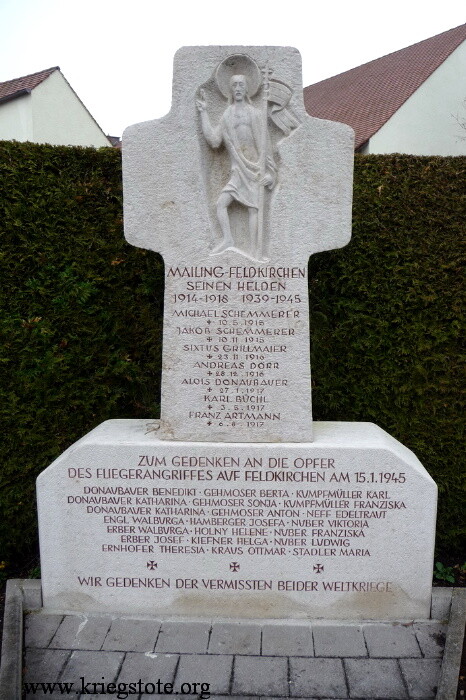 MAILING-FELDKIRCHEN
SEINEN HELDEN
1914-1918 1939-1945
MICHAEL SCHEMMERER
+ 10.5.1916
JAKOB SCHEMMERER
+ 10.11.1915
SIXTUS GRILLMAIER
+ 23.11.1916
ANDREAS DÖRR
+ 28.12.1916
ALOIS DONAUBAUER
+ 27.1.1917
KARL BÜCHL
+ 3.5.1917
FRANZ ARTMANN
+ 6.8.1917
ZUM GEDENKEN AN DIE OPFER
DES FLIEGERANGRIFFES AUF FELDKIRCHEN AM 15.1.1945
DONAUBAUER BENEDIKT · GEHMOSER BERTA · KUMPFMÜLLER KARL
DONAUBAUER KATHARINA · GEHMOSER SONJA · KUMPFMÜLLER FRANZISKA
DONAUBAUER KATHARINA · GEHMOSER ANTON · NEFF EDELTRAUT
ENGL WALBURGA · HAMBERGER JOSEFA · NUBER VIKTORIA
ERBER WALBURGA · HOLNY HELENE · NUBER FRANZISKA
ERBER JOSEF · KIEFNER HELGA · NUBER LUDWIG
ERNHOFER THERESIA · KRAUS OTTMAR · STADLER MARIA
WIR GEDENKEN DER VERMISSTEN BEIDER WELTKRIEGE
www.kriegstote.org